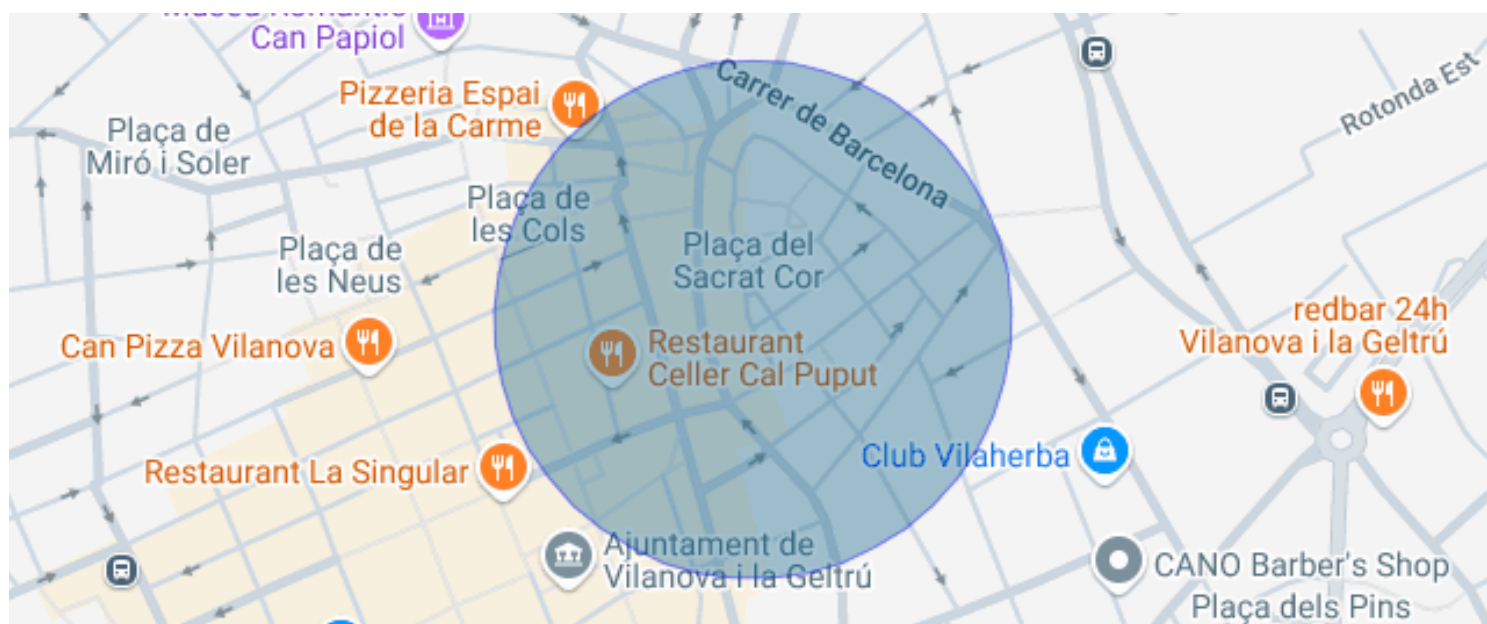 Museu Romàntic
Can Papiol
Pizzeria Espai
de la Carme
Carrer de Barcelona
Rotonda Est
Plaça de
Miró i Soler
Plaça de
les Cols
Plaça de
les Neus
Plaça del
Sacrat Cor
redbar 24h
Vilanova i la Geltrú
Can Pizza Vilanova
Restaurant
Celler Cal Puput
Restaurant La Singular
Club Vilaherba
Ajuntament de
Vilanova i la Geltrú
CANO Barber's Shop
Plaça dels Pins